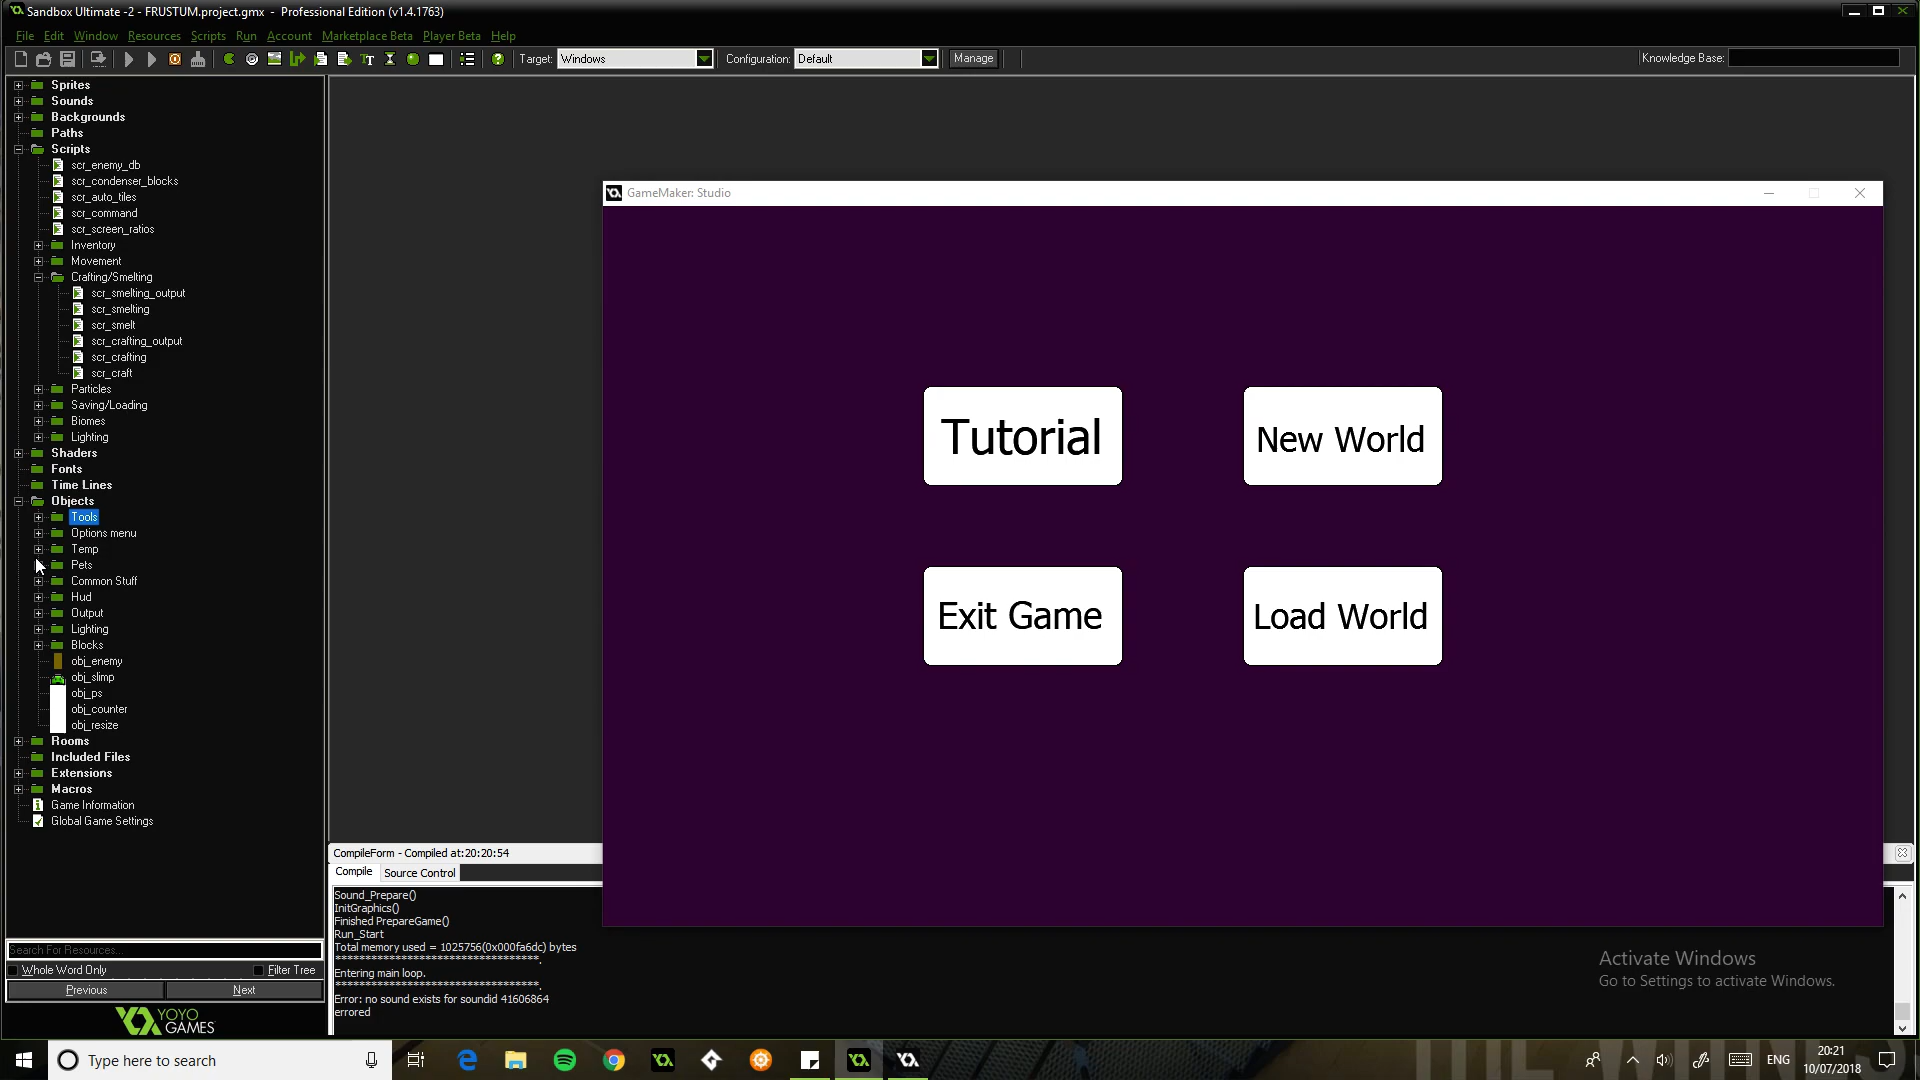 Sandbox Ultimate -2 - FRUSTUM.project.gmx  -  Professional Edition (v1.4.1763)
File Edit Window Resources Scripts Run Account Marketplace Beta Player Beta Help
Target: Windows Configuration: Default Manage Knowledge Base:
Sprites
Sounds
Backgrounds
Paths
Scripts
scr_enemy_db
scr_condenser_blocks
scr_auto_tiles
scr_command
scr_screen_ratios
Inventory
Movement
Crafting/Smelting
scr_smelting_output
scr_smelting
scr_smelt
scr_crafting_output
scr_crafting
scr_craft
Particles
Saving/Loading
Biomes
Lighting
Shaders
Fonts
Time Lines
Objects
Tools
Options menu
Temp
Pets
Common Stuff
Hud
Output
Lighting
Blocks
obj_enemy
obj_slimp
obj_ps
obj_counter
obj_resize
Rooms
Included Files
Extensions
Macros
Game Information
Global Game Settings
Search For Resources...
Whole Word Only Filter Tree
Previous Next
YOYO
GAMES
GameMaker: Studio
Tutorial New World
Exit Game Load World
CompileForm - Compiled at:20:20:54
Compile Source Control
Sound_Prepare()
InitGraphics()
Finished PrepareGame()
Run_Start
Total memory used = 1025756(0x000fa6dc) bytes
**********************************.
Entering main loop.
**********************************.
Error: no sound exists for soundid 41606864
errored
Activate Windows
Go to Settings to activate Windows.
Type here to search
ENG
20:21
10/07/2018